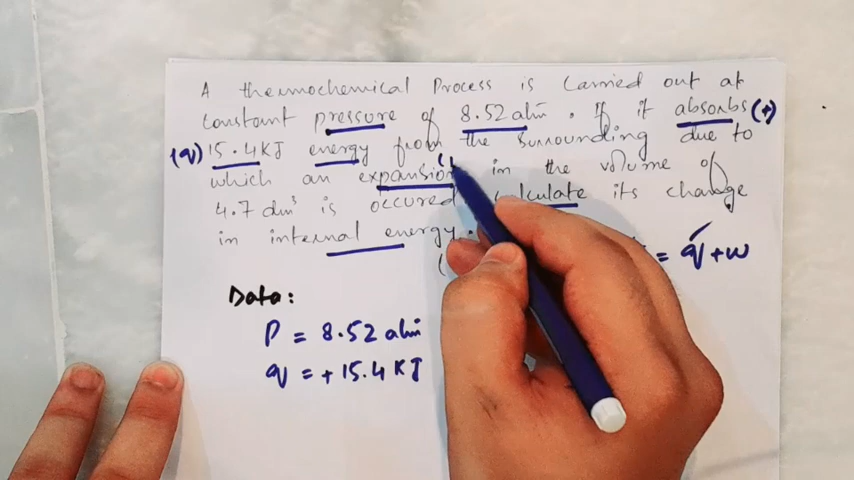 A thermochemical Process is carried out at
constant pressure of 8.52 atm. If it absorbs (+)
(q) 15.4 KJ energy from the surrounding due to
which an expansion in the volume of
4.7 dm³ is occured calculate its change
in internal energy.
= q + w
Data:
P = 8.52 atm
q = + 15.4 KJ